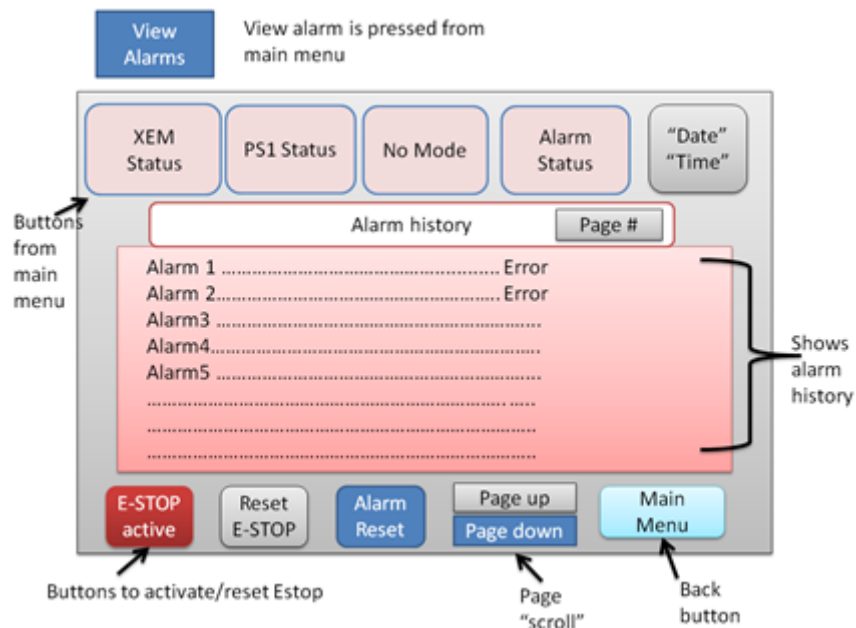 View
Alarms
View alarm is pressed from
main menu
XEM
Status
PS1 Status
No Mode
Alarm
Status
"Date"
"Time"
Buttons
from
main
menu
Alarm history
Page #
Alarm 1 ................................................... Error
Alarm 2................................................... Error
Alarm3 ..........................................................
Alarm4...........................................................
Alarm5 ..........................................................
.................................................................. .....
.......................................................................
.......................................................................
Shows
alarm
history
E-STOP
active
Reset
E-STOP
Alarm
Reset
Page up
Page down
Main
Menu
Buttons to activate/reset Estop
Page
"scroll"
Back
button